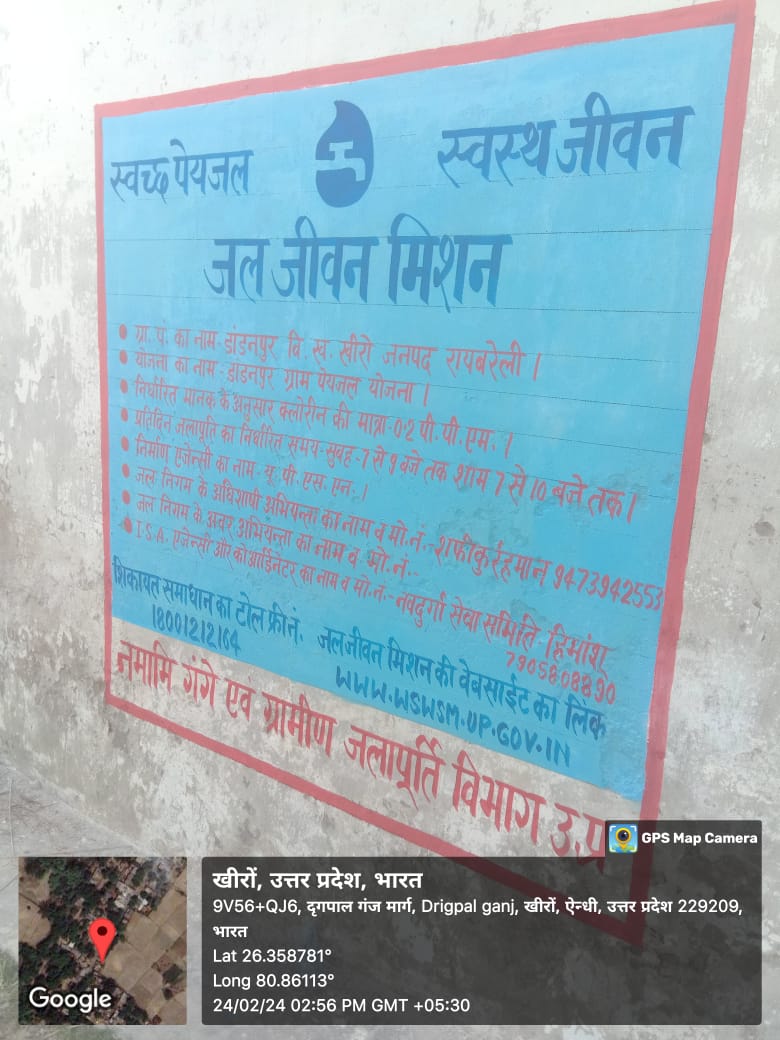 स्वच्छ पेयजल
स्वस्थ जीवन
जल जीवन मिशन
• ग्रा. पं. का नाम- डांडनपुर वि. ख. खीरो जनपद रायबरेली ।
• योजना का नाम- डांडनपुर ग्राम पेयजल योजना ।
• निर्धारित मानक के अनुसार क्लोरीन की मात्रा-0.2 पी.पी.एम. ।
• प्रतिदिन जलापूर्ति का निर्धारित समय- सुबह-7 से 9 बजे तक शाम 7 से 10 बजे तक।
• निर्माण एजेन्सी का नाम- यू. पी. एस. एन. ।
• जल निगम के अधिशाषी अभियन्ता का नाम व मो.नं.- शफीकुर्रहमान 9473942553
• जल निगम के अवर अभियन्ता का नाम व मो.नं.-
• I.S.A. एजेन्सी और कोआर्डिनेटर का नाम व मो.नं.- नवदुर्गा सेवा समिति- हिमांशु
7905808890
शिकायत समाधान का टोल फ्री नं.
18001212164
जल जीवन मिशन की वेबसाईट का लिंक
WWW.WSWSM.UP.GOV.IN
नमामि गंगे एवं ग्रामीण जलापूर्ति विभाग उ.प्र
GPS Map Camera
खीरों, उत्तर प्रदेश, भारत
9V56+QJ6, दृगपाल गंज मार्ग, Drigpal ganj, खीरों, ऐन्धी, उत्तर प्रदेश 229209,
भारत
Lat 26.358781°
Long 80.86113°
24/02/24 02:56 PM GMT +05:30
Google